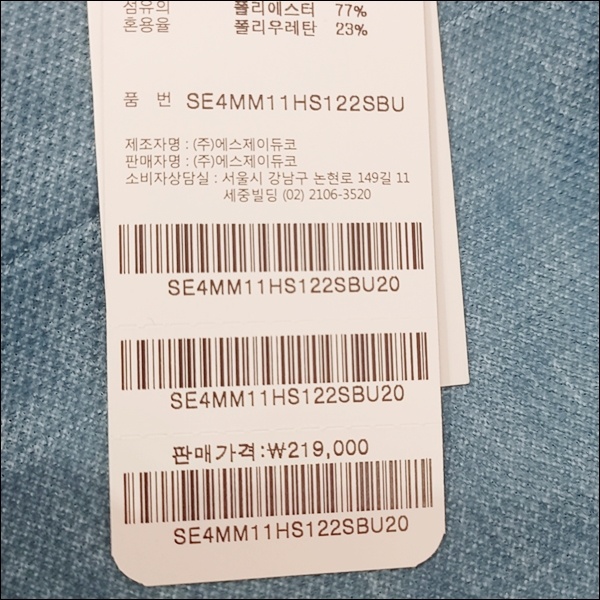 섬유의 폴리에스터 77%
혼용율 폴리우레탄 23%
품 번 SE4MM11HS122SBU
제조자명 : (주)에스제이듀코
판매자명 : (주)에스제이듀코
소비자상담실 : 서울시 강남구 논현로 149길 11
세중빌딩 (02) 2106-3520
SE4MM11HS122SBU20
SE4MM11HS122SBU20
판매가격:₩219,000
SE4MM11HS122SBU20